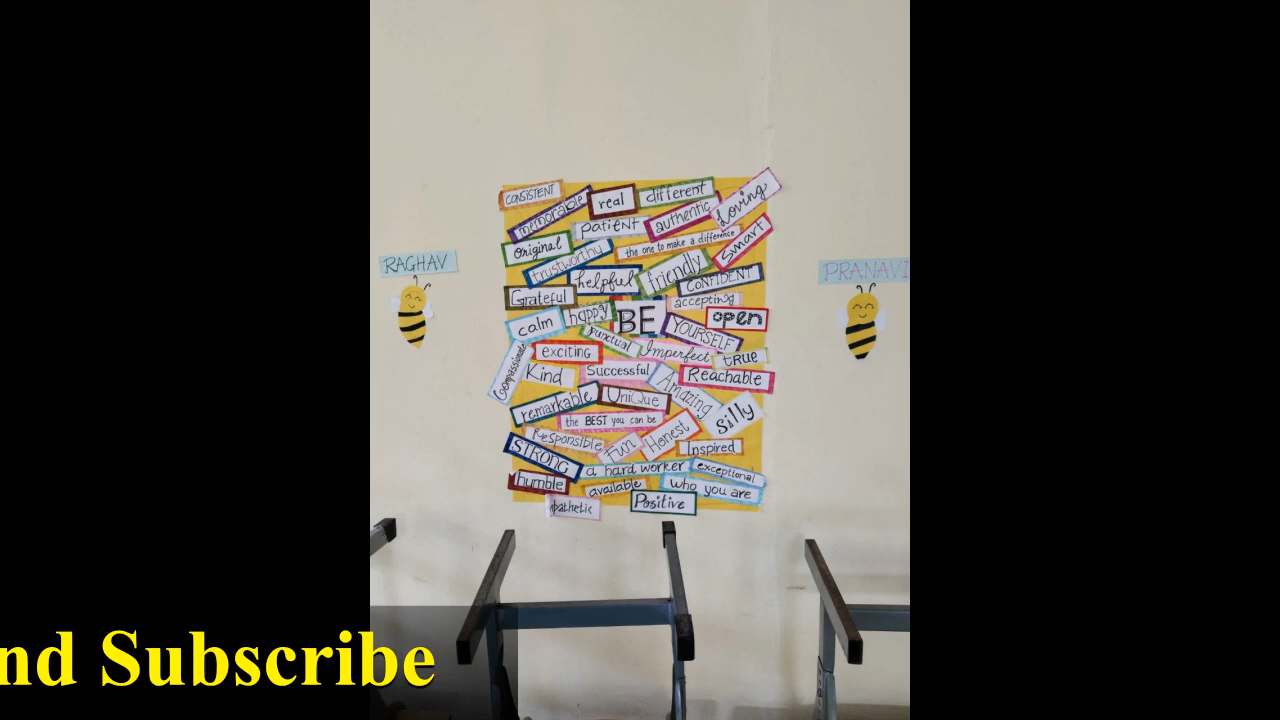 CONSISTENT
memorable
real
different
Loving
patient
authentic
original
trustworthy
the one to make a difference
smart
helpful
friendly
CONFIDENT
RAGHAV
PRANAVI
Grateful
happy
BE
accepting
open
calm
punctual
YOURSELF
compassionate
exciting
Imperfect
tRUE
Kind
Successful
Amazing
Reachable
remarkable
UniQue
the BEST you can be
Silly
Responsible
Fun
Honest
Inspired
STRONG
a hard worker
exceptional
humble
available
who you are
pathetic
Positive
nd Subscribe